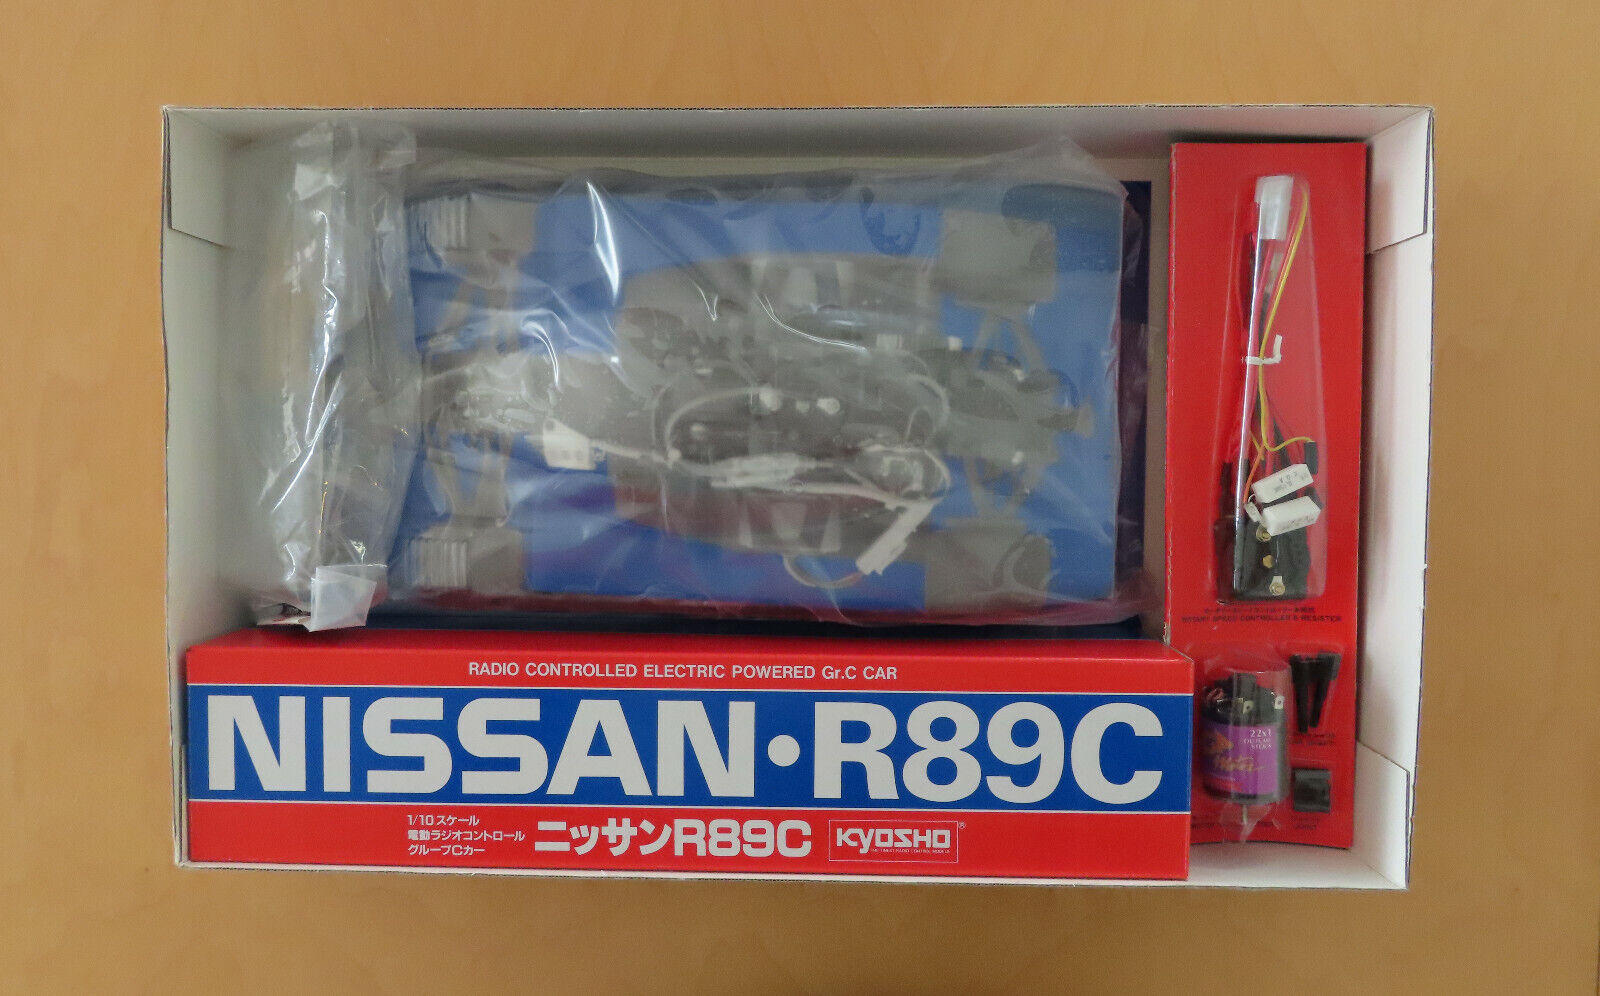 RADIO CONTROLLED ELECTRIC POWERED Gr.C CAR
NISSAN・R89C
1/10スケール
電動ラジオコントロール
グループCカー
ニッサンR89C
KYOSHO
ROTARY SPEED CONTROLLER & RESISTER
22x1